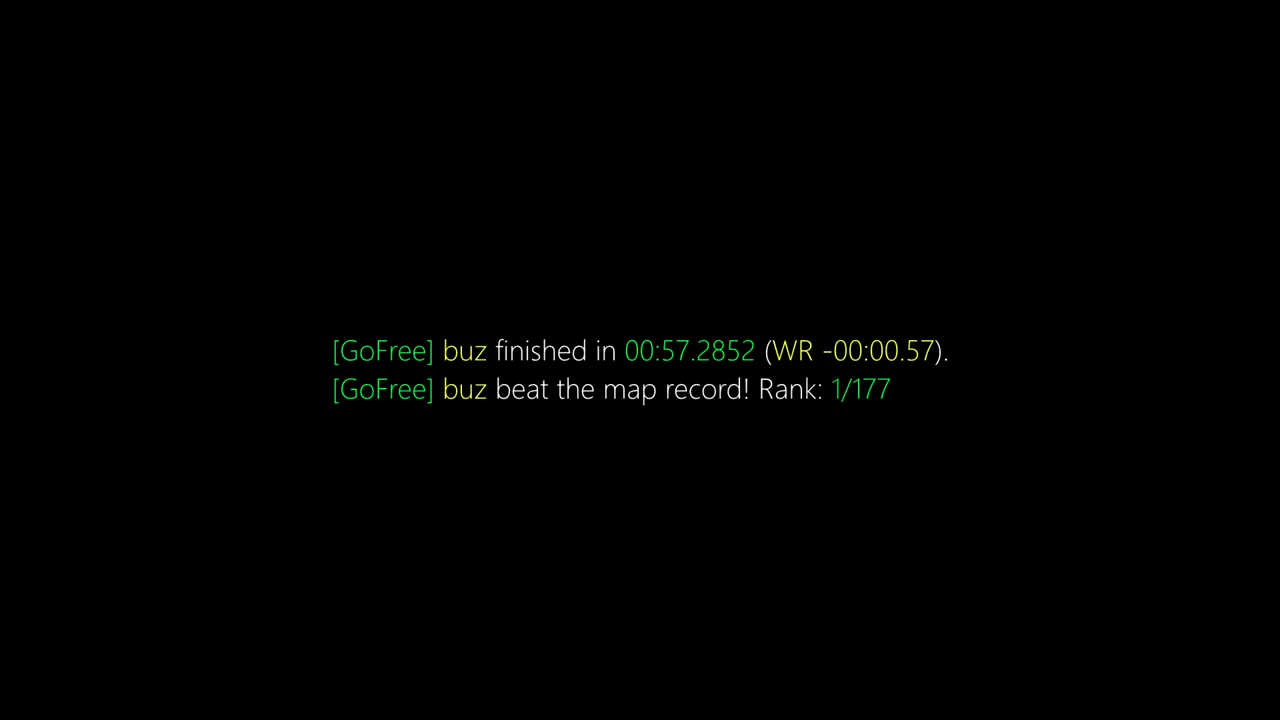 [GoFree] buz finished in 00:57.2852 (WR -00:00.57).
[GoFree] buz beat the map record! Rank: 1/177